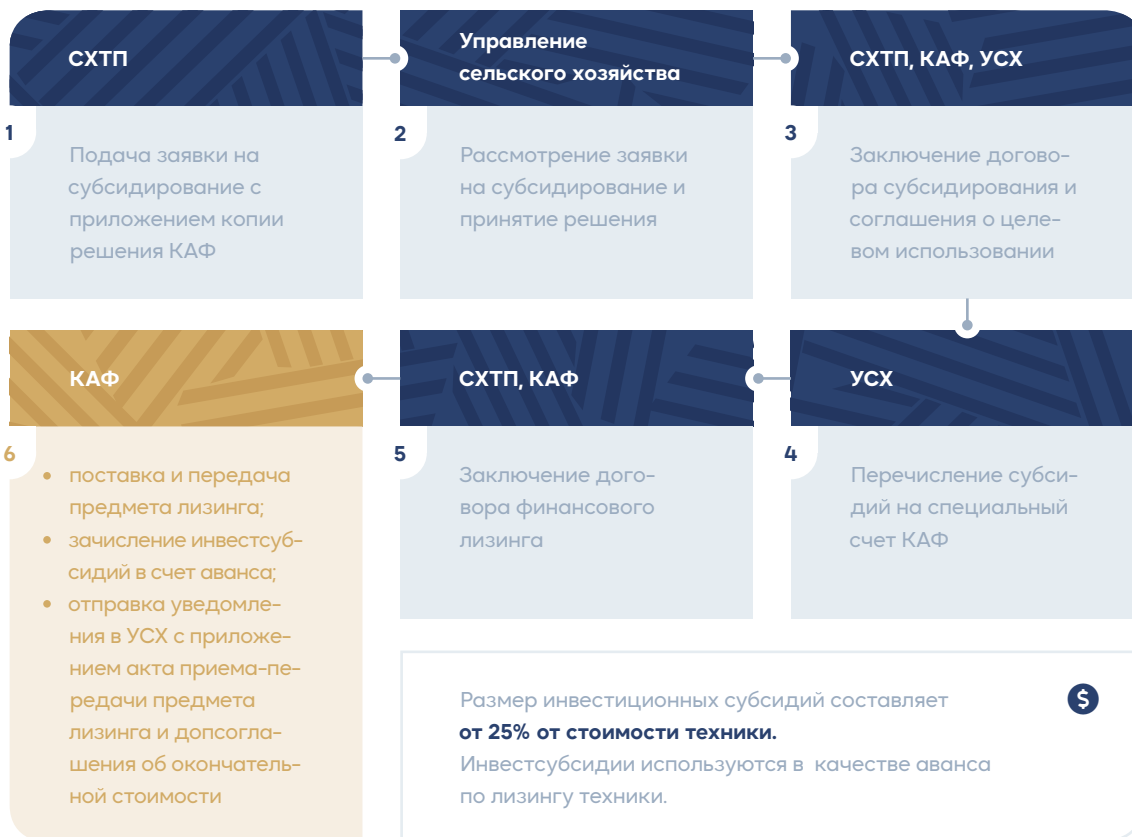 СХТП
1
Подача заявки на
субсидирование с
приложением копии
решения КАФ
Управление
сельского хозяйства
2
Рассмотрение заявки
на субсидирование и
принятие решения
СХТП, КАФ, УСХ
3
Заключение догово-
ра субсидирования и
соглашения о целе-
вом использовании
УСХ
4
Перечисление субси-
дий на специальный
счет КАФ
СХТП, КАФ
5
Заключение дого-
вора финансового
лизинга
КАФ
6
• поставка и передача
предмета лизинга;
• зачисление инвестсуб-
сидий в счет аванса;
• отправка уведомле-
ния в УСХ с приложе-
нием акта приема-пе-
редачи предмета
лизинга и допсогла-
шения об окончатель-
ной стоимости
Размер инвестиционных субсидий составляет
от 25% от стоимости техники.
Инвестсубсидии используются в качестве аванса
по лизингу техники.
$